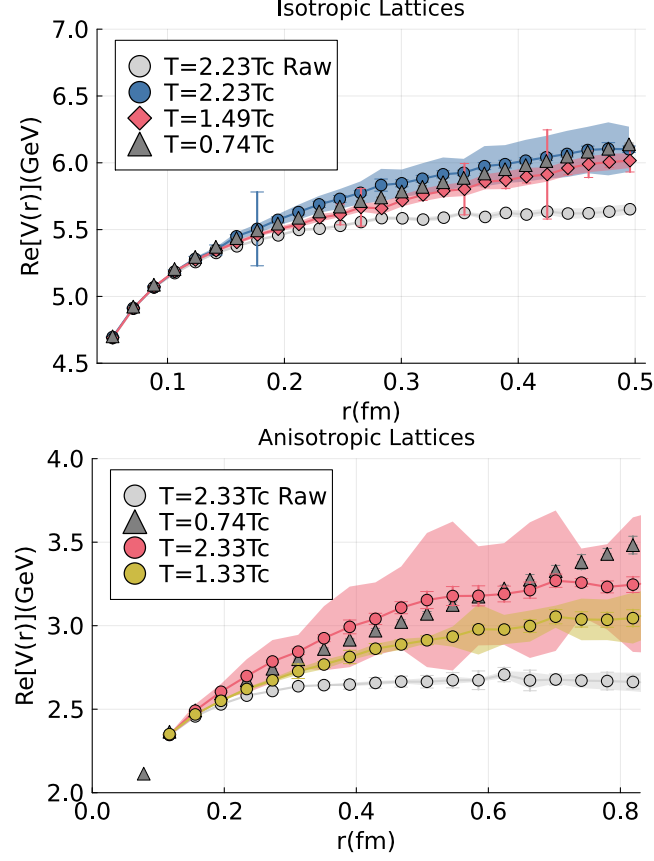 Isotropic Lattices
7.0
6.5
6.0
5.5
5.0
4.5
Re[V(r)](GeV)
T=2.23Tc Raw
T=2.23Tc
T=1.49Tc
T=0.74Tc
0.1 0.2 0.3 0.4 0.5
r(fm)
Anisotropic Lattices
4.0
3.5
3.0
2.5
2.0
Re[V(r)](GeV)
T=2.33Tc Raw
T=0.74Tc
T=2.33Tc
T=1.33Tc
0.0 0.2 0.4 0.6 0.8
r(fm)